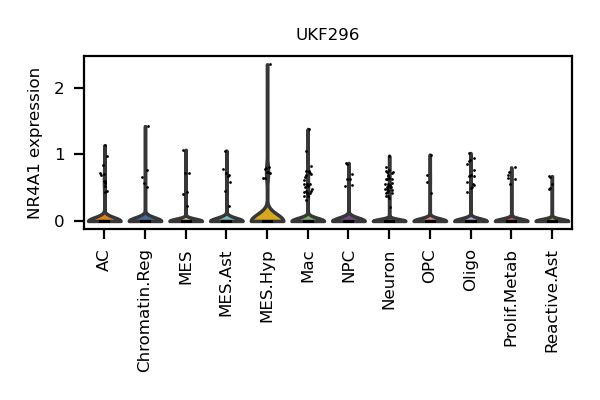 UKF296
NR4A1 expression
2
1
0
AC
Chromatin.Reg
MES
MES.Ast
MES.Hyp
Mac
NPC
Neuron
OPC
Oligo
Prolif.Metab
Reactive.Ast